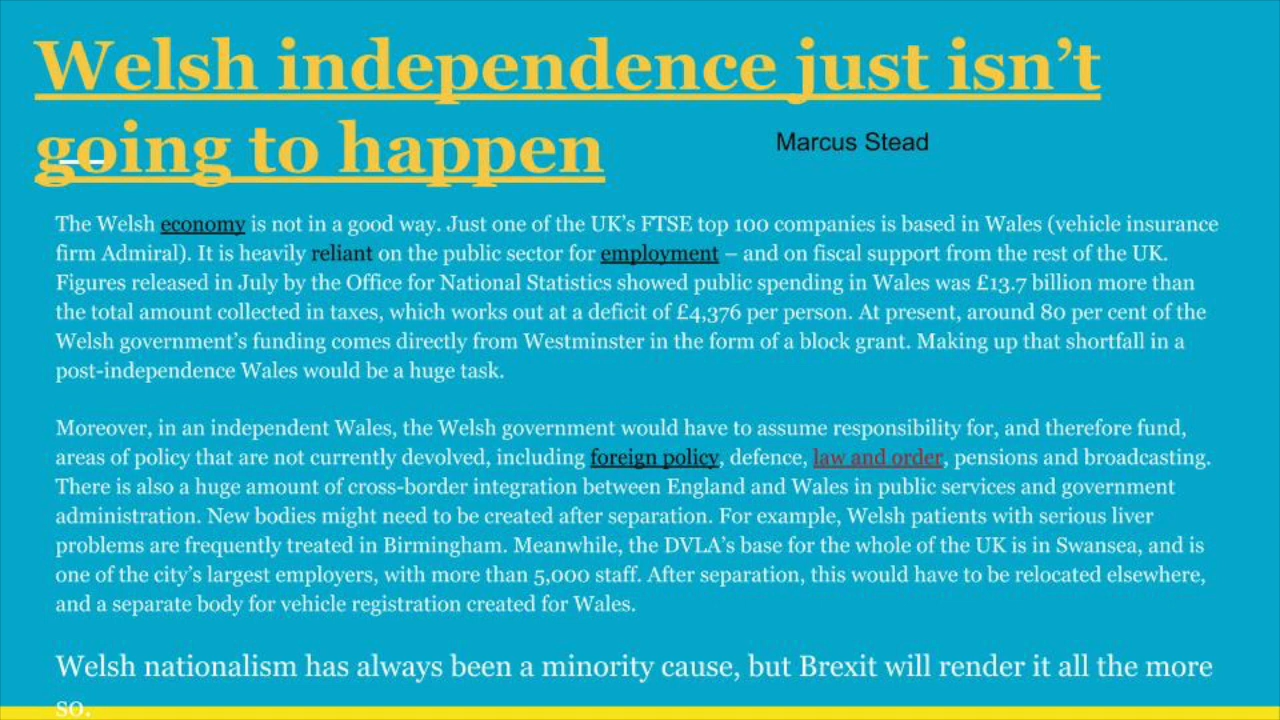 Welsh independence just isn’t
going to happen
Marcus Stead
The Welsh economy is not in a good way. Just one of the UK’s FTSE top 100 companies is based in Wales (vehicle insurance
firm Admiral). It is heavily reliant on the public sector for employment – and on fiscal support from the rest of the UK.
Figures released in July by the Office for National Statistics showed public spending in Wales was £13.7 billion more than
the total amount collected in taxes, which works out at a deficit of £4,376 per person. At present, around 80 per cent of the
Welsh government’s funding comes directly from Westminster in the form of a block grant. Making up that shortfall in a
post-independence Wales would be a huge task.
Moreover, in an independent Wales, the Welsh government would have to assume responsibility for, and therefore fund,
areas of policy that are not currently devolved, including foreign policy, defence, law and order, pensions and broadcasting.
There is also a huge amount of cross-border integration between England and Wales in public services and government
administration. New bodies might need to be created after separation. For example, Welsh patients with serious liver
problems are frequently treated in Birmingham. Meanwhile, the DVLA’s base for the whole of the UK is in Swansea, and is
one of the city’s largest employers, with more than 5,000 staff. After separation, this would have to be relocated elsewhere,
and a separate body for vehicle registration created for Wales.
Welsh nationalism has always been a minority cause, but Brexit will render it all the more
so.